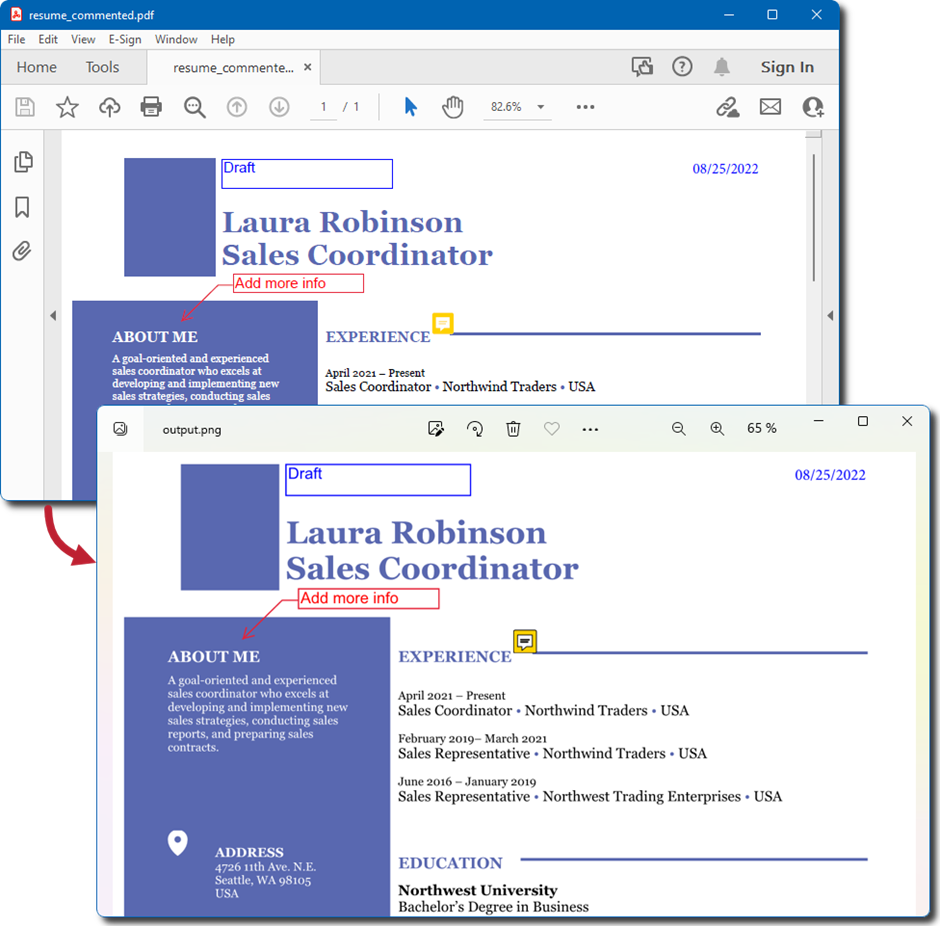 resume_commented.pdf
File Edit View E-Sign Window Help
Home Tools resume_commente... × Sign In
1 / 1 82.6%
Draft
08/25/2022
Laura Robinson
Sales Coordinator
Add more info
ABOUT ME
A goal-oriented and experienced
sales coordinator who excels at
developing and implementing new
sales strategies, conducting sales
EXPERIENCE
April 2021 – Present
Sales Coordinator • Northwind Traders • USA
output.png
65 %
Draft
08/25/2022
Laura Robinson
Sales Coordinator
Add more info
ABOUT ME
A goal-oriented and experienced
sales coordinator who excels at
developing and implementing new
sales strategies, conducting sales
reports, and preparing sales
contracts.
ADDRESS
4726 11th Ave. N.E.
Seattle, WA 98105
USA
EXPERIENCE
April 2021 – Present
Sales Coordinator • Northwind Traders • USA
February 2019– March 2021
Sales Representative • Northwind Traders • USA
June 2016 – January 2019
Sales Representative • Northwest Trading Enterprises • USA
EDUCATION
Northwest University
Bachelor's Degree in Business